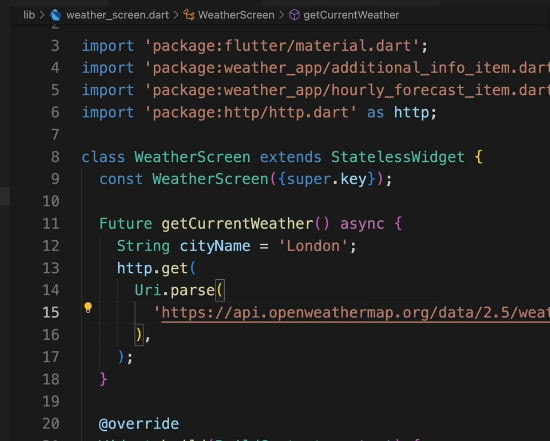 lib > weather_screen.dart > WeatherScreen > getCurrentWeather
3 import 'package:flutter/material.dart';
4 import 'package:weather_app/additional_info_item.dart
5 import 'package:weather_app/hourly_forecast_item.dart
6 import 'package:http/http.dart' as http;
7
8 class WeatherScreen extends StatelessWidget {
9 const WeatherScreen({super.key});
10
11 Future getCurrentWeather() async {
12 String cityName = 'London';
13 http.get(
14 Uri.parse(
15 'https://api.openweathermap.org/data/2.5/weat
16 ),
17 );
18 }
19
20 @override